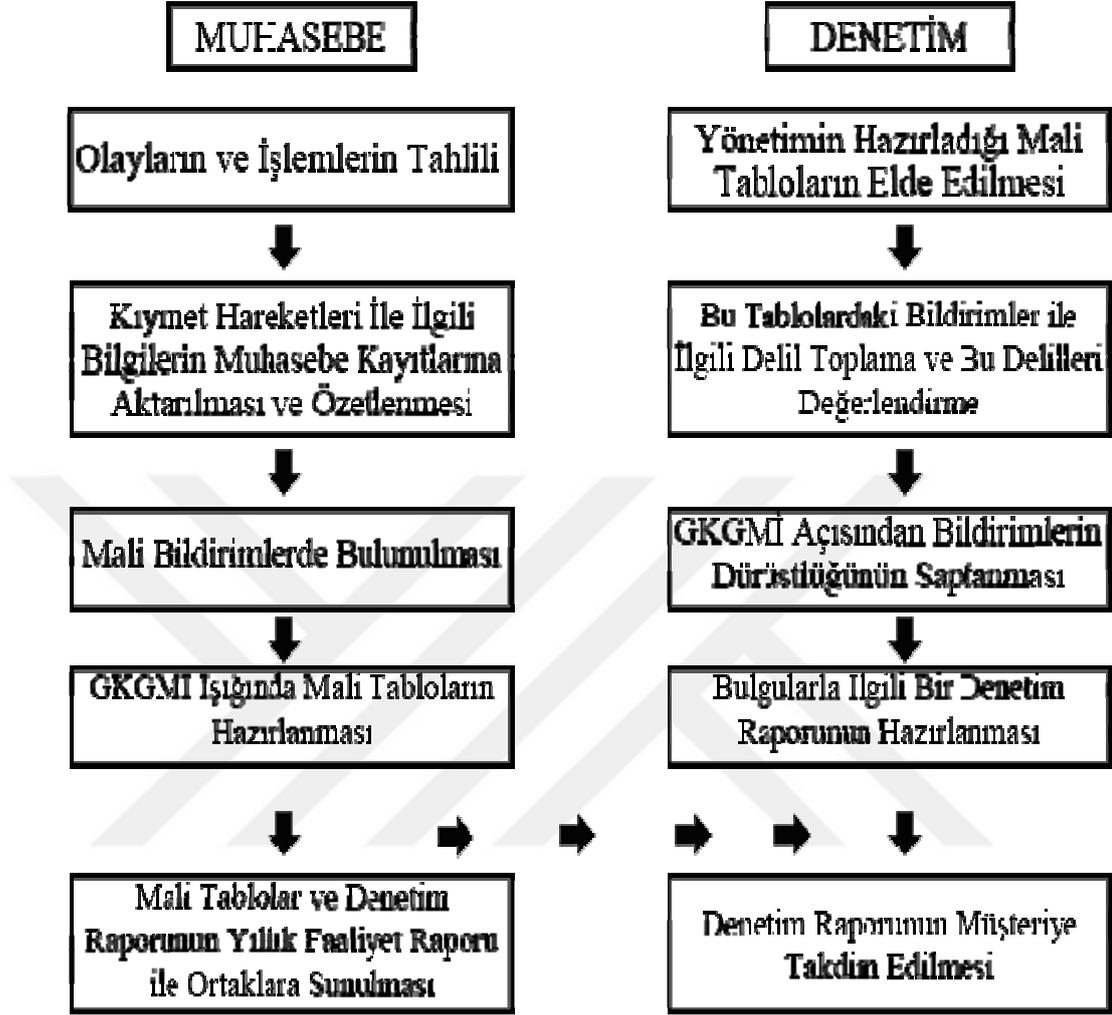 MUHASEBE
Olayların ve İşlemlerin Tahlili
Kıymet Hareketleri İle İlgili
Bilgilerin Muhasebe Kayıtlarına
Aktarılması ve Özetlenmesi
Mali Bildirimlerde Bulunulması
GKGMI Işığında Mali Tabloların
Hazırlanması
Mali Tablolar ve Denetim
Raporunun Yıllık Faaliyet Raporu
ile Ortaklara Sunulması
DENETİM
Yönetimin Hazırladığı Mali
Tabloların Elde Edilmesi
Bu Tablolardaki Bildirimler ile
İlgili Delil Toplama ve Bu Delilleri
Değerlendirme
GKGMİ Açısından Bildirimlerin
Dürüstlüğünün Saptanması
Bulgularla Ilgili Bir Denetim
Raporunun Hazırlanması
Denetim Raporunun Müşteriye
Takdim Edilmesi